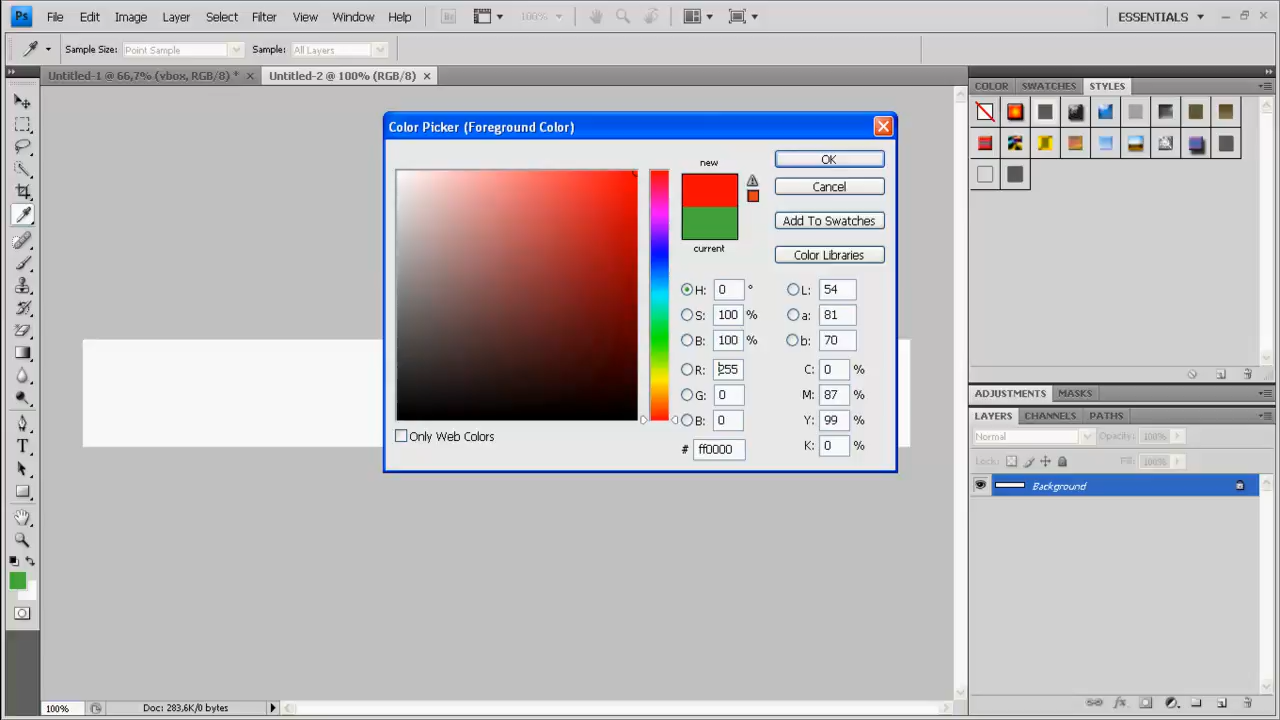 Ps File Edit Image Layer Select Filter View Window Help 100% ESSENTIALS
Sample Size: Point Sample Sample: All Layers
Untitled-1 @ 66,7% (vbox, RGB/8) * × Untitled-2 @ 100% (RGB/8) ×
COLOR SWATCHES STYLES
Color Picker (Foreground Color)
new
OK
Cancel
Add To Swatches
current
Color Libraries
H: 0 ° L: 54
S: 100 % a: 81
B: 100 % b: 70
R: 255 C: 0 %
G: 0 M: 87 %
B: 0 Y: 99 %
Only Web Colors
# ff0000 K: 0 %
ADJUSTMENTS MASKS
LAYERS CHANNELS PATHS
Normal Opacity: 100%
Lock: Fill: 100%
Background
T
100% Doc: 283,6K/0 bytes